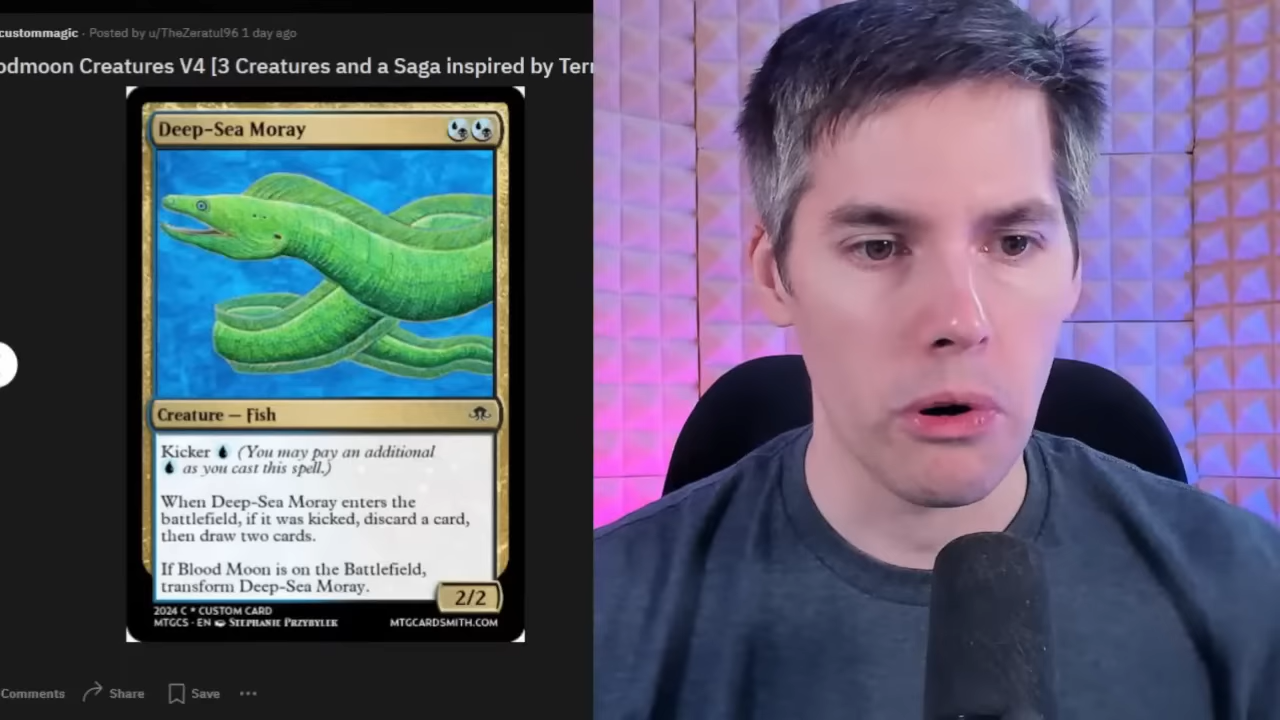 custommagic · Posted by u/TheZeratul96 1 day ago
odmoon Creatures V4 [3 Creatures and a Saga inspired by Terr
Deep-Sea Moray
Creature — Fish
Kicker (You may pay an additional
as you cast this spell.)
When Deep-Sea Moray enters the
battlefield, if it was kicked, discard a card,
then draw two cards.
If Blood Moon is on the Battlefield,
transform Deep-Sea Moray.
2/2
2024 C * CUSTOM CARD
MTGCS · EN STEPHANIE PRZYBYLEK
MTGCARDSMITH.COM
Comments Share Save ···